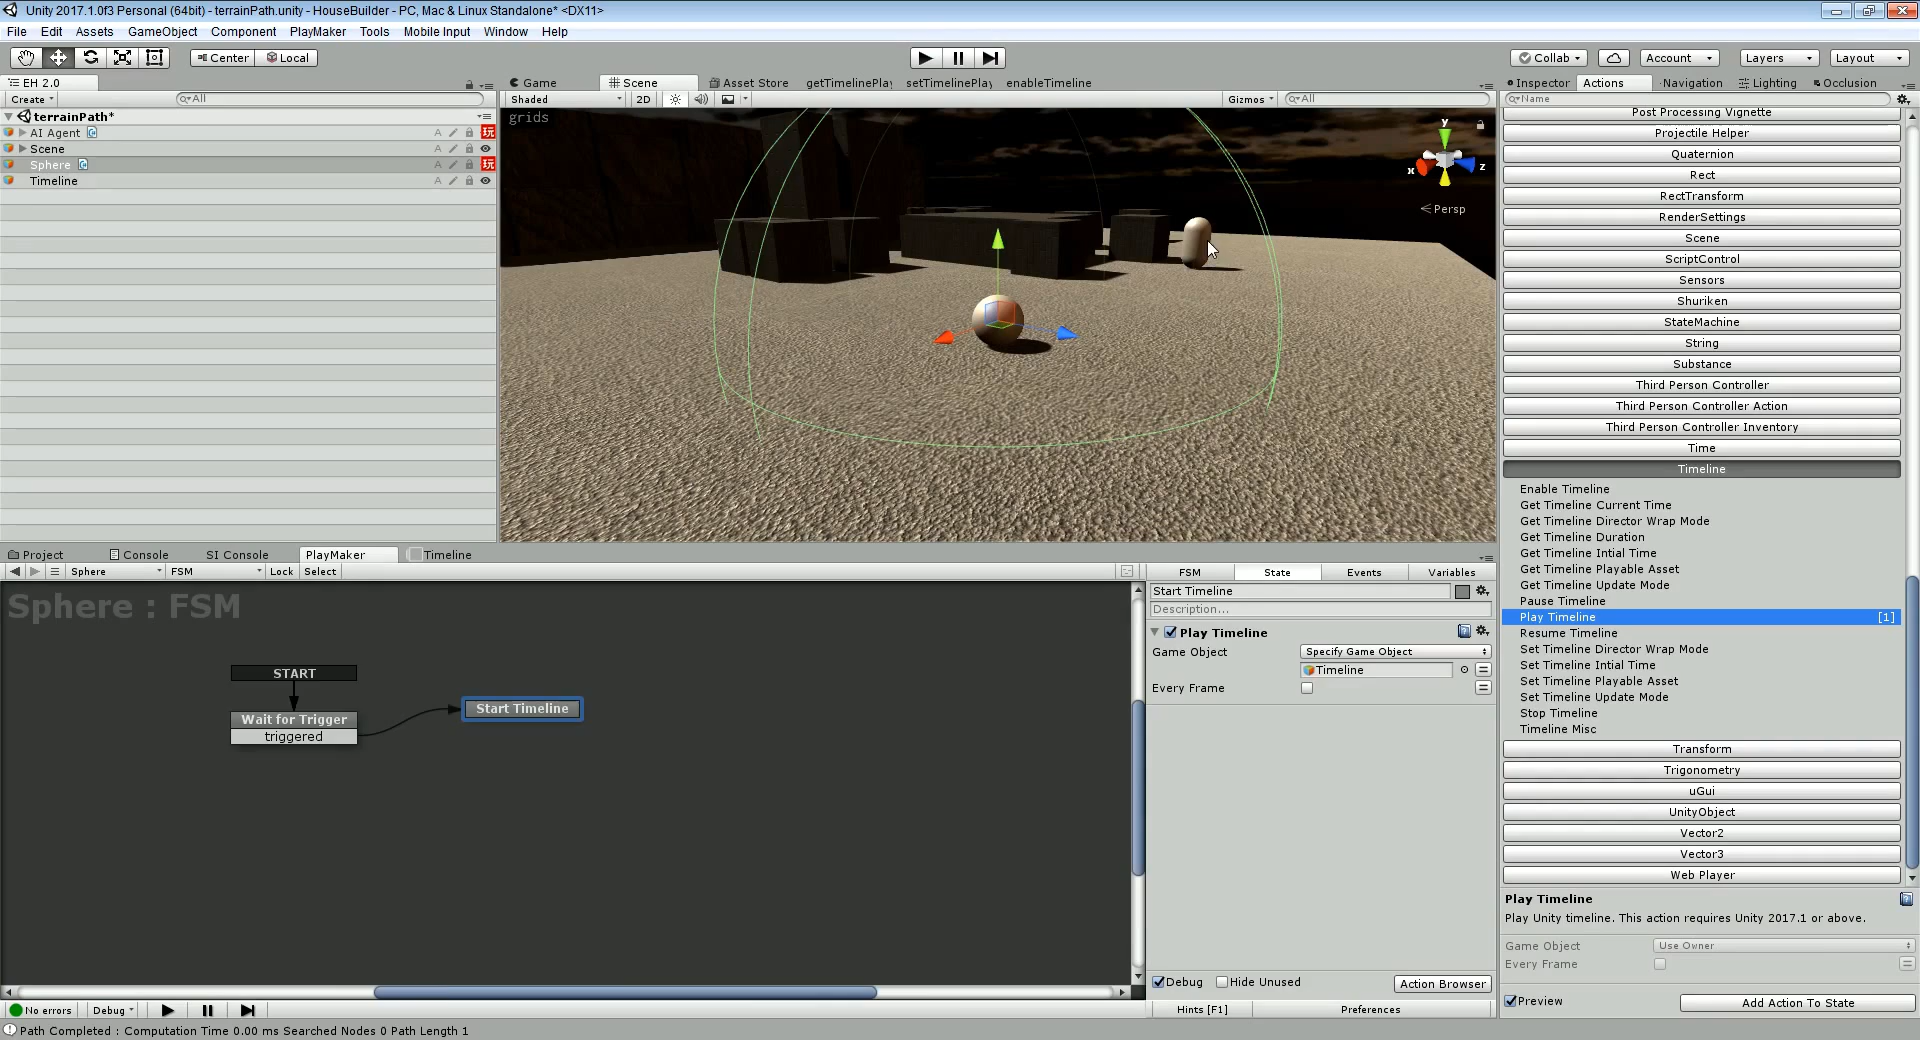 Unity 2017.1.0f3 Personal (64bit) - terrainPath.unity - HouseBuilder - PC, Mac & Linux Standalone* <DX11>
File Edit Assets GameObject Component PlayMaker Tools Mobile Input Window Help
Center Local Collab Account Layers Layout
EH 2.0 Game Scene Asset Store getTimelinePla setTimelinePla enableTimeline Inspector Actions Navigation Lighting Occlusion
Create All Shaded 2D Gizmos All Name
terrainPath*
AI Agent A 玩
Scene A
Sphere A 玩
Timeline A
grids
y
x
z
Persp
Post Processing Vignette
Projectile Helper
Quaternion
Rect
RectTransform
RenderSettings
Scene
ScriptControl
Sensors
Shuriken
StateMachine
String
Substance
Third Person Controller
Third Person Controller Action
Third Person Controller Inventory
Time
Timeline
Enable Timeline
Get Timeline Current Time
Get Timeline Director Wrap Mode
Get Timeline Duration
Get Timeline Intial Time
Get Timeline Playable Asset
Get Timeline Update Mode
Pause Timeline
Play Timeline [1]
Resume Timeline
Set Timeline Director Wrap Mode
Set Timeline Intial Time
Set Timeline Playable Asset
Set Timeline Update Mode
Stop Timeline
Timeline Misc
Transform
Trigonometry
uGui
UnityObject
Vector2
Vector3
Web Player
Play Timeline
Play Unity timeline. This action requires Unity 2017.1 or above.
Game Object Use Owner
Every Frame
Preview Add Action To State
Project Console SI Console PlayMaker Timeline
Sphere FSM Lock Select
Sphere : FSM
START
Wait for Trigger
triggered
Start Timeline
FSM State Events Variables
Start Timeline
Description...
Play Timeline
Game Object Specify Game Object
Timeline
Every Frame
Debug Hide Unused Action Browser
Hints [F1] Preferences
No errors Debug
Path Completed : Computation Time 0.00 ms Searched Nodes 0 Path Length 1